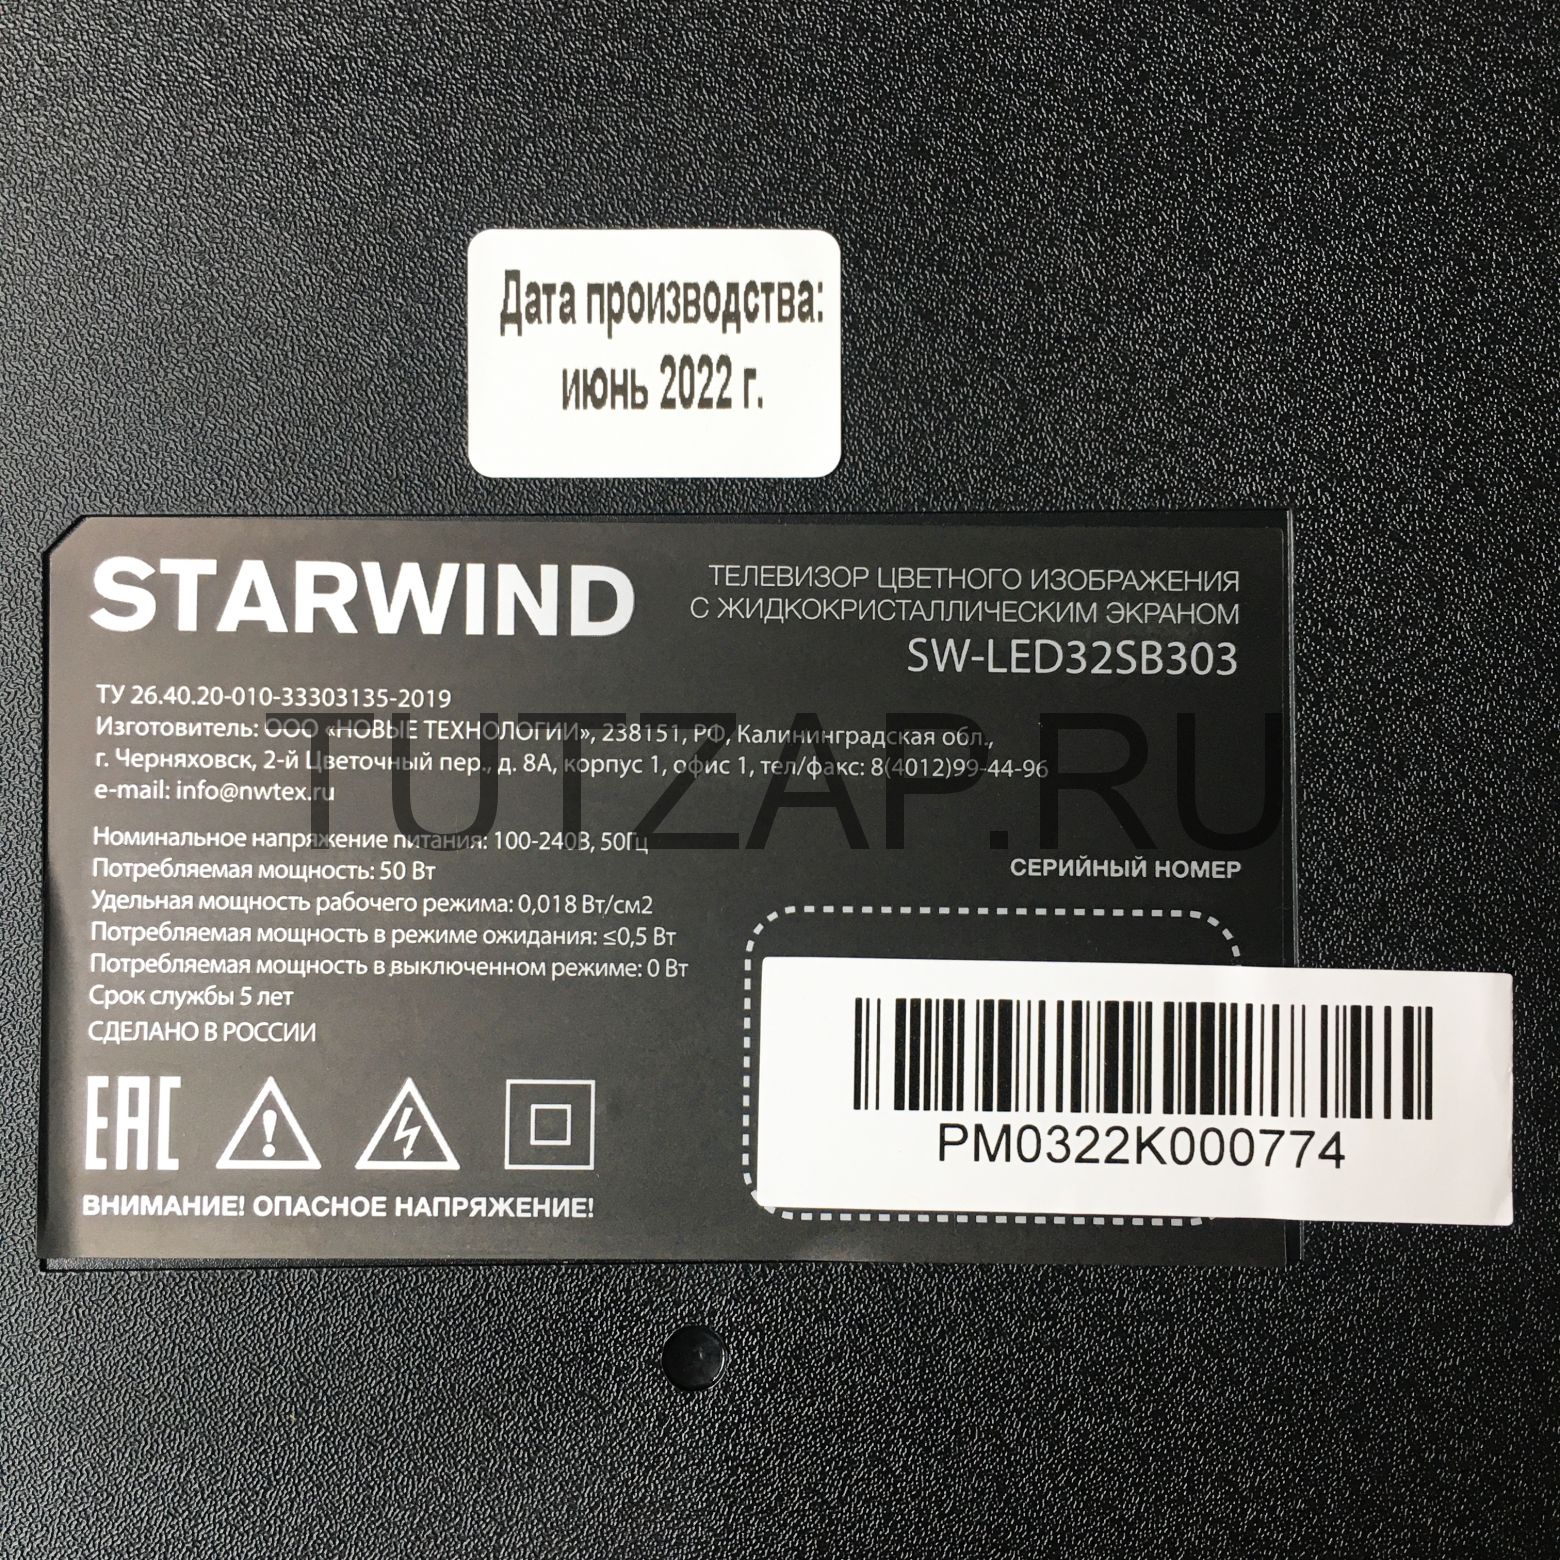 Дата производства:
июнь 2022 г.
STARWIND
ТЕЛЕВИЗОР ЦВЕТНОГО ИЗОБРАЖЕНИЯ
С ЖИДКОКРИСТАЛЛИЧЕСКИМ ЭКРАНОМ
SW-LED32SB303
ТУ 26.40.20-010-33303135-2019
Изготовитель: ООО «НОВЫЕ ТЕХНОЛОГИИ», 238151, РФ, Калининградская обл.,
г. Черняховск, 2-й Цветочный пер., д. 8А, корпус 1, офис 1, тел/факс: 8(4012)99-44-96
e-mail: info@nwtex.ru
TUTZAP.RU
Номинальное напряжение питания: 100-240В, 50Гц
Потребляемая мощность: 50 Вт
Удельная мощность рабочего режима: 0,018 Вт/см2
Потребляемая мощность в режиме ожидания: ≤0,5 Вт
Потребляемая мощность в выключенном режиме: 0 Вт
Срок службы 5 лет
СДЕЛАНО В РОССИИ
EAC
ВНИМАНИЕ! ОПАСНОЕ НАПРЯЖЕНИЕ!
СЕРИЙНЫЙ НОМЕР
PM0322K000774